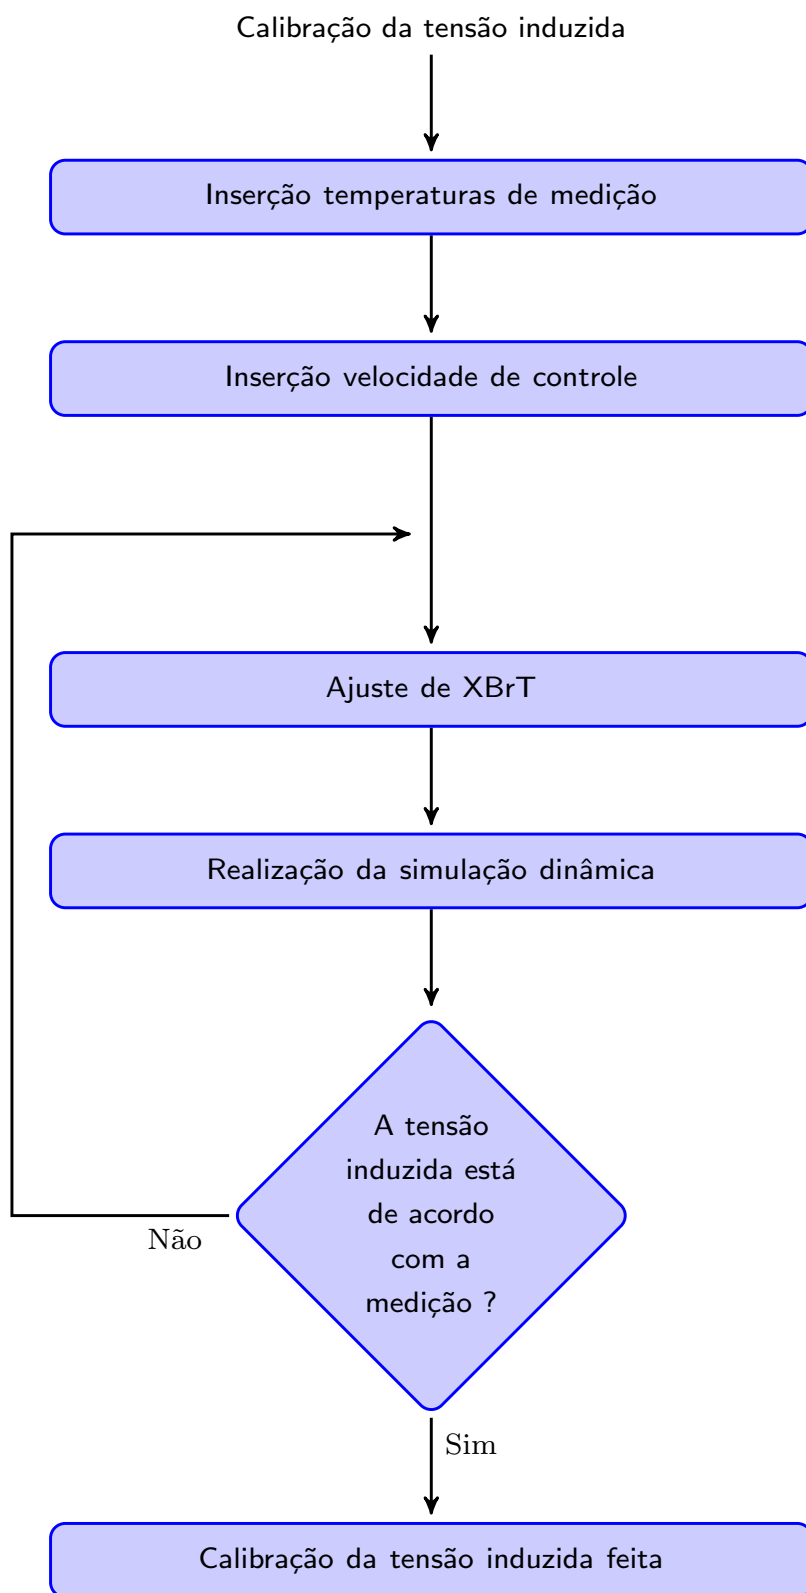 Calibração da tensão induzida
Inserção temperaturas de medição
Inserção velocidade de controle
Ajuste de XBrT
Realização da simulação dinâmica
A tensão
induzida está
de acordo
com a
medição ?
Não
Sim
Calibração da tensão induzida feita